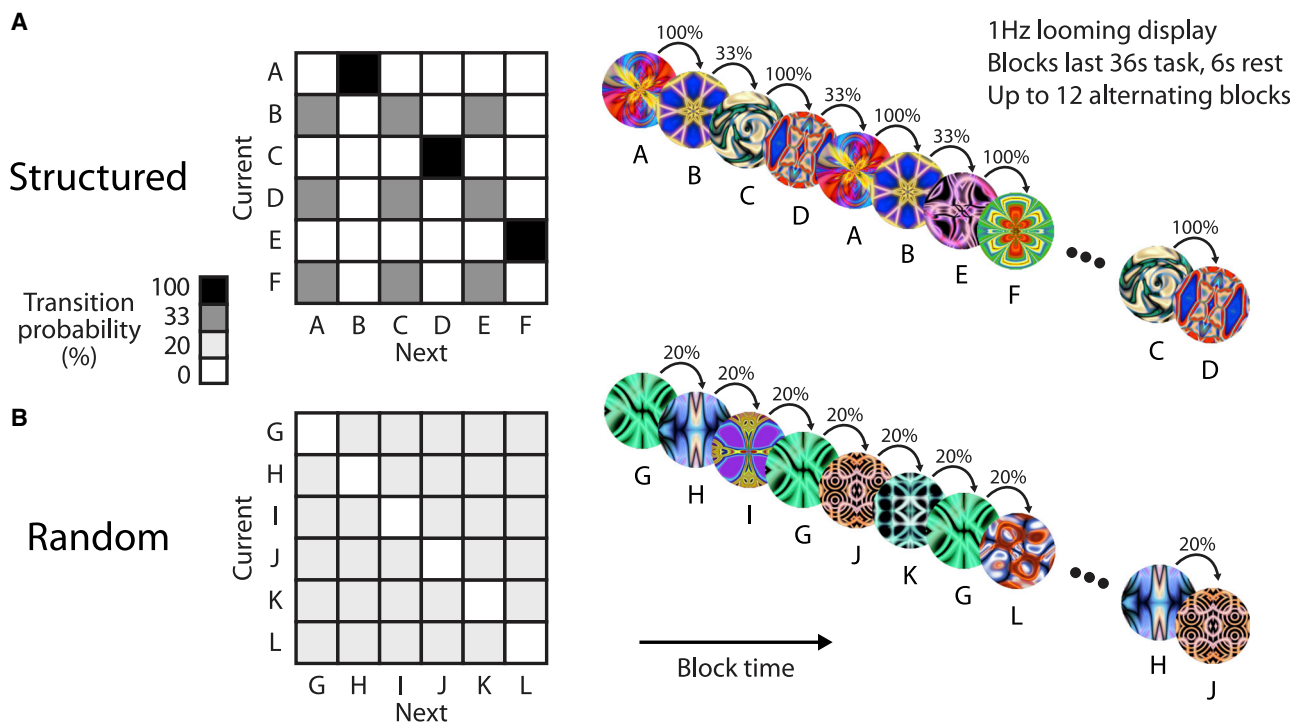 A
Structured
Current
A
B
C
D
E
F
A B C D E F
Next
Transition
probability
(%)
100
33
20
0
100%
33%
100%
33%
100%
33%
100%
100%
A
B
C
D
A
B
E
F
C
D
1Hz looming display
Blocks last 36s task, 6s rest
Up to 12 alternating blocks
B
Random
Current
G
H
I
J
K
L
G H I J K L
Next
20%
20%
20%
20%
20%
20%
20%
20%
G
H
I
G
J
K
G
L
H
J
Block time